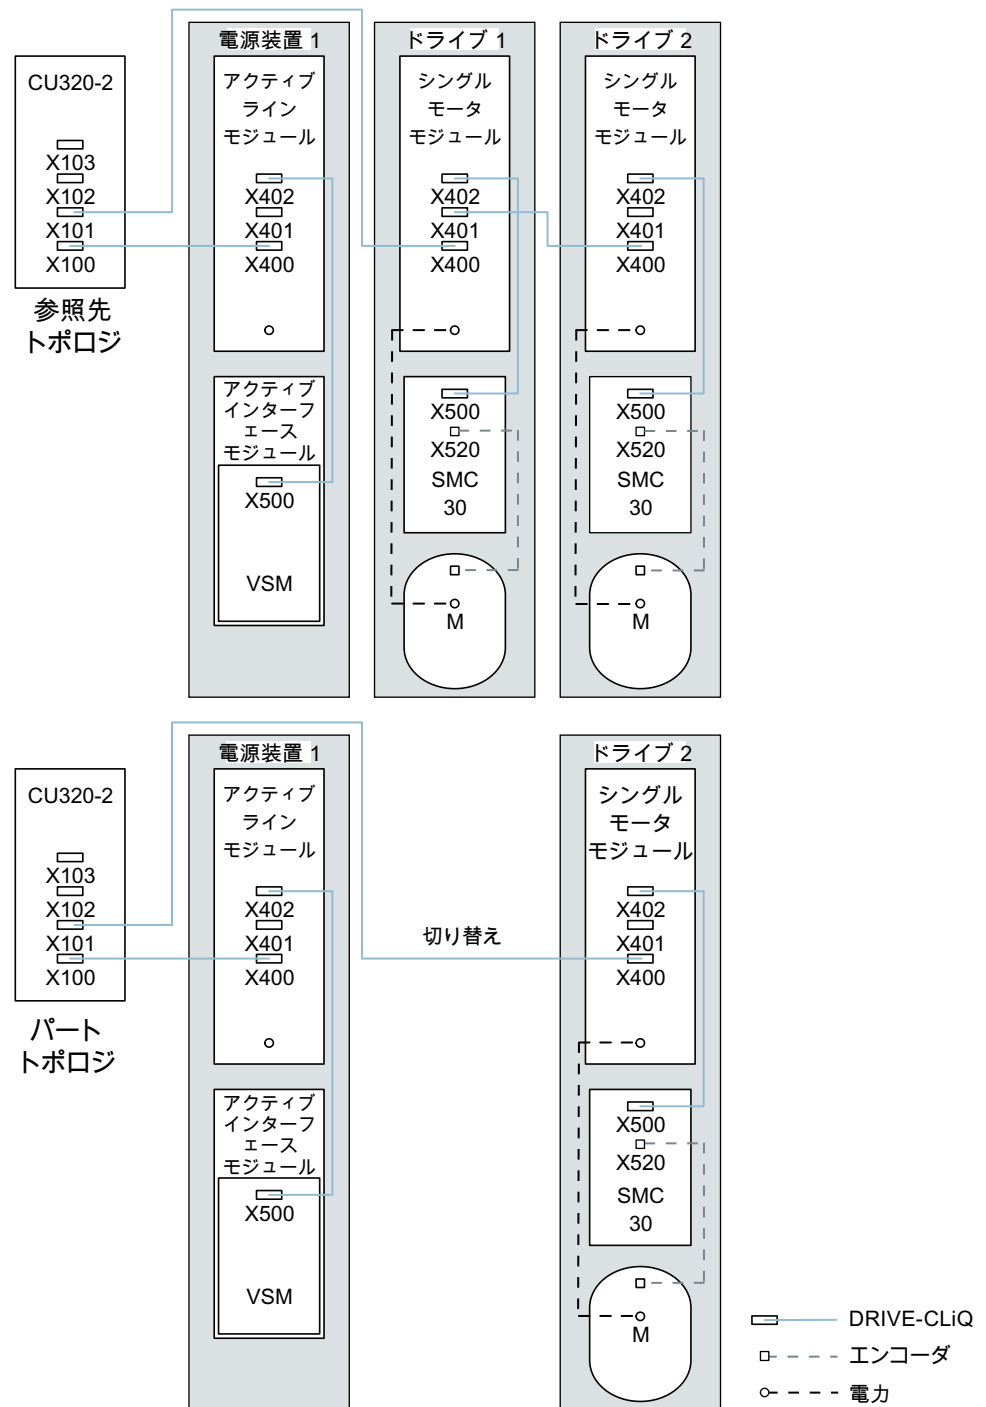 電源装置 1
ドライブ 1
ドライブ 2
CU320-2
X103
X102
X101
X100
参照先
トポロジ
アクティブ
ライン
モジュール
X402
X401
X400
アクティブ
インターフ
ェース
モジュール
X500
VSM
シングル
モータ
モジュール
X402
X401
X400
X500
X520
SMC
30
M
シングル
モータ
モジュール
X402
X401
X400
X500
X520
SMC
30
M
電源装置 1
ドライブ 2
CU320-2
X103
X102
X101
X100
パート
トポロジ
アクティブ
ライン
モジュール
X402
X401
X400
アクティブ
インターフ
ェース
モジュール
X500
VSM
切り替え
シングル
モータ
モジュール
X402
X401
X400
X500
X520
SMC
30
M
DRIVE-CLiQ
エンコーダ
電力